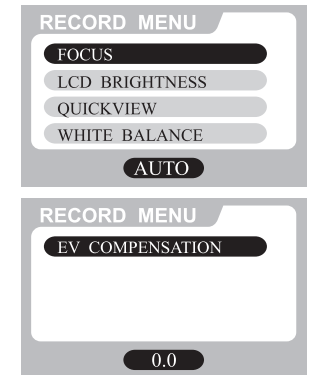 RECORD MENU
FOCUS
LCD BRIGHTNESS
QUICKVIEW
WHITE BALANCE
AUTO
RECORD MENU
EV COMPENSATION
0.0